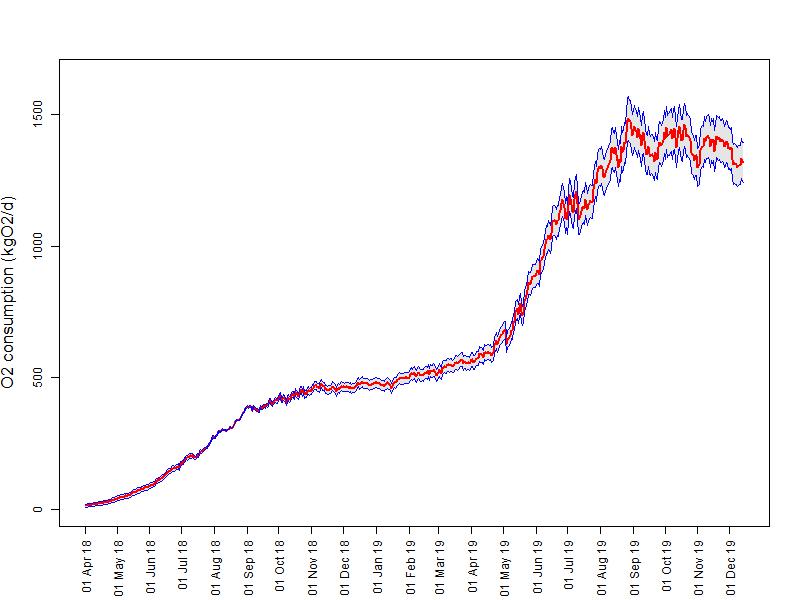 O2 consumption (kgO2/d)
1500
1000
500
0
01 Apr 18
01 May 18
01 Jun 18
01 Jul 18
01 Aug 18
01 Sep 18
01 Oct 18
01 Nov 18
01 Dec 18
01 Jan 19
01 Feb 19
01 Mar 19
01 Apr 19
01 May 19
01 Jun 19
01 Jul 19
01 Aug 19
01 Sep 19
01 Oct 19
01 Nov 19
01 Dec 19